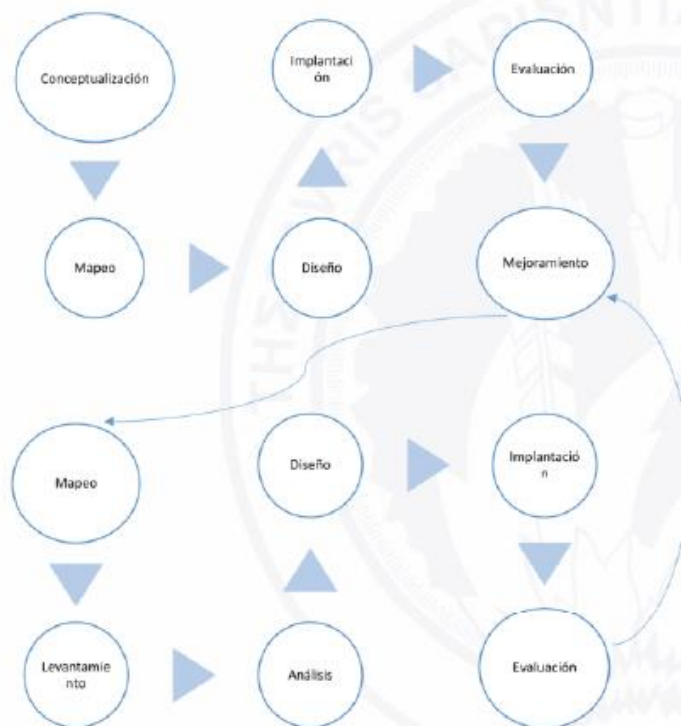 Conceptualización
Implantaci
ón
Evaluación
Mapeo
Diseño
Mejoramiento
Mapeo
Diseño
Implantació
n
Levantamie
nto
Análisis
Evaluación